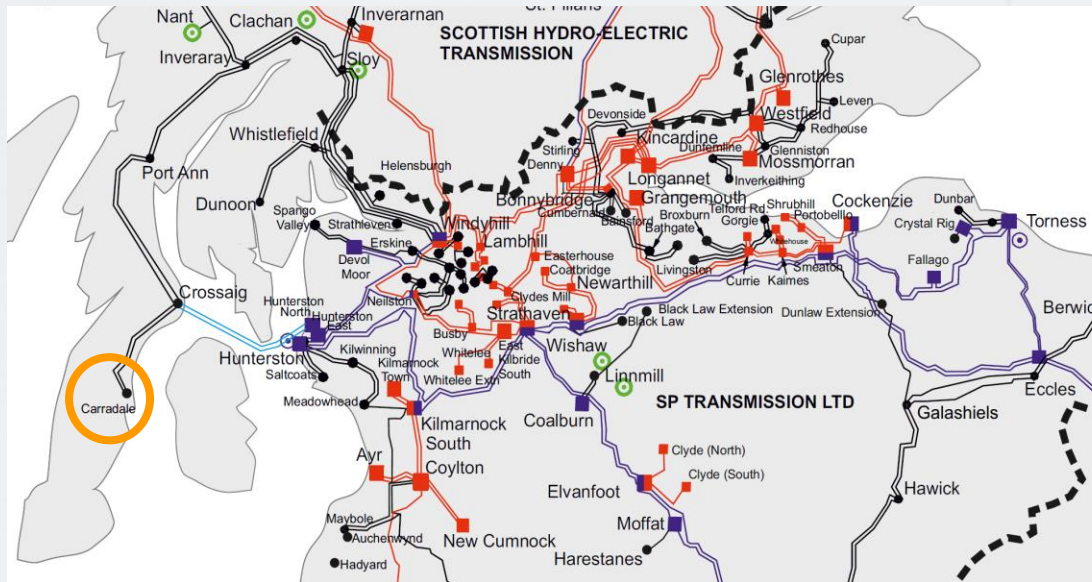 St. Fillans
Nant
Clachan
Inverarnan
SCOTTISH HYDRO-ELECTRIC
TRANSMISSION
Cupar
Inveraray
Sloy
Glenrothes
Leven
Devonside
Westfield
Whistlefield
Redhouse
Stirling
Kincardine
Dunfermline
Glenniston
Helensburgh
Denny
Mossmorran
Port Ann
Longannet
Inverkeithing
Dunoon
Bonnybridge
Grangemouth
Cockenzie
Spango
Valley
Strathleven
Windyhill
Cumbernauld
Bainsford
Broxburn
Bathgate
Telford Rd.
Gorgie
Shrubhill
Portobello
Dunbar
Torness
Crystal Rig
Erskine
Lambhill
Devol
Moor
Easterhouse
Coatbridge
Whitehouse
Fallago
Livingston
Currie
Kaimes
Smeaton
Crossaig
Neilston
Clydes Mill
Newarthill
Hunterston
North
Hunterston
East
Strathaven
Black Law Extension
Dunlaw Extension
Berwi
Busby
Black Law
Hunterston
Kilwinning
Whitelee
East
Kilbride
South
Wishaw
Kilmarnock
Town
Saltcoats
Whitelee Extn
Linnmill
Eccles
Carradale
Meadowhead
SP TRANSMISSION LTD
Coalburn
Galashiels
Kilmarnock
South
Ayr
Clyde (North)
Coylton
Clyde (South)
Elvanfoot
Hawick
Maybole
Moffat
Auchenwynd
New Cumnock
Harestanes
Hadyard